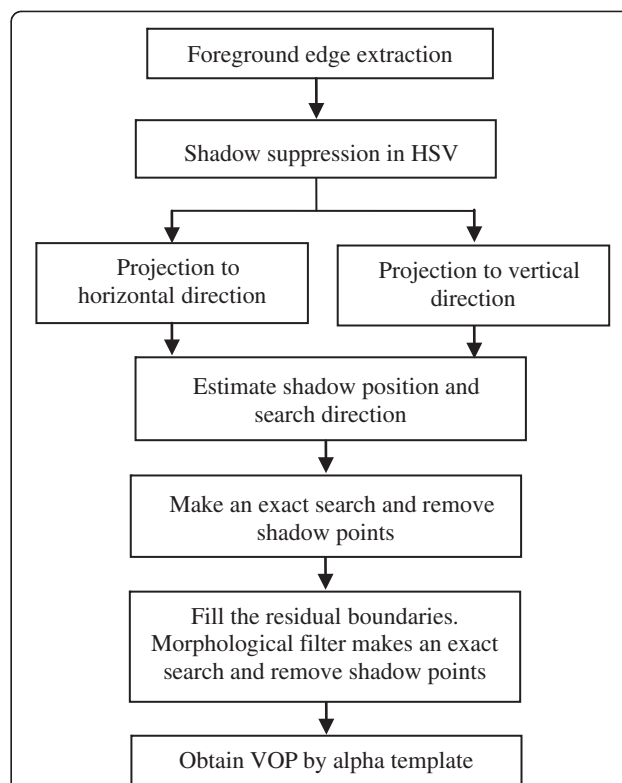 Foreground edge extraction
Shadow suppression in HSV
Projection to
horizontal direction
Projection to vertical
direction
Estimate shadow position and
search direction
Make an exact search and remove
shadow points
Fill the residual boundaries.
Morphological filter makes an exact
search and remove shadow points
Obtain VOP by alpha template